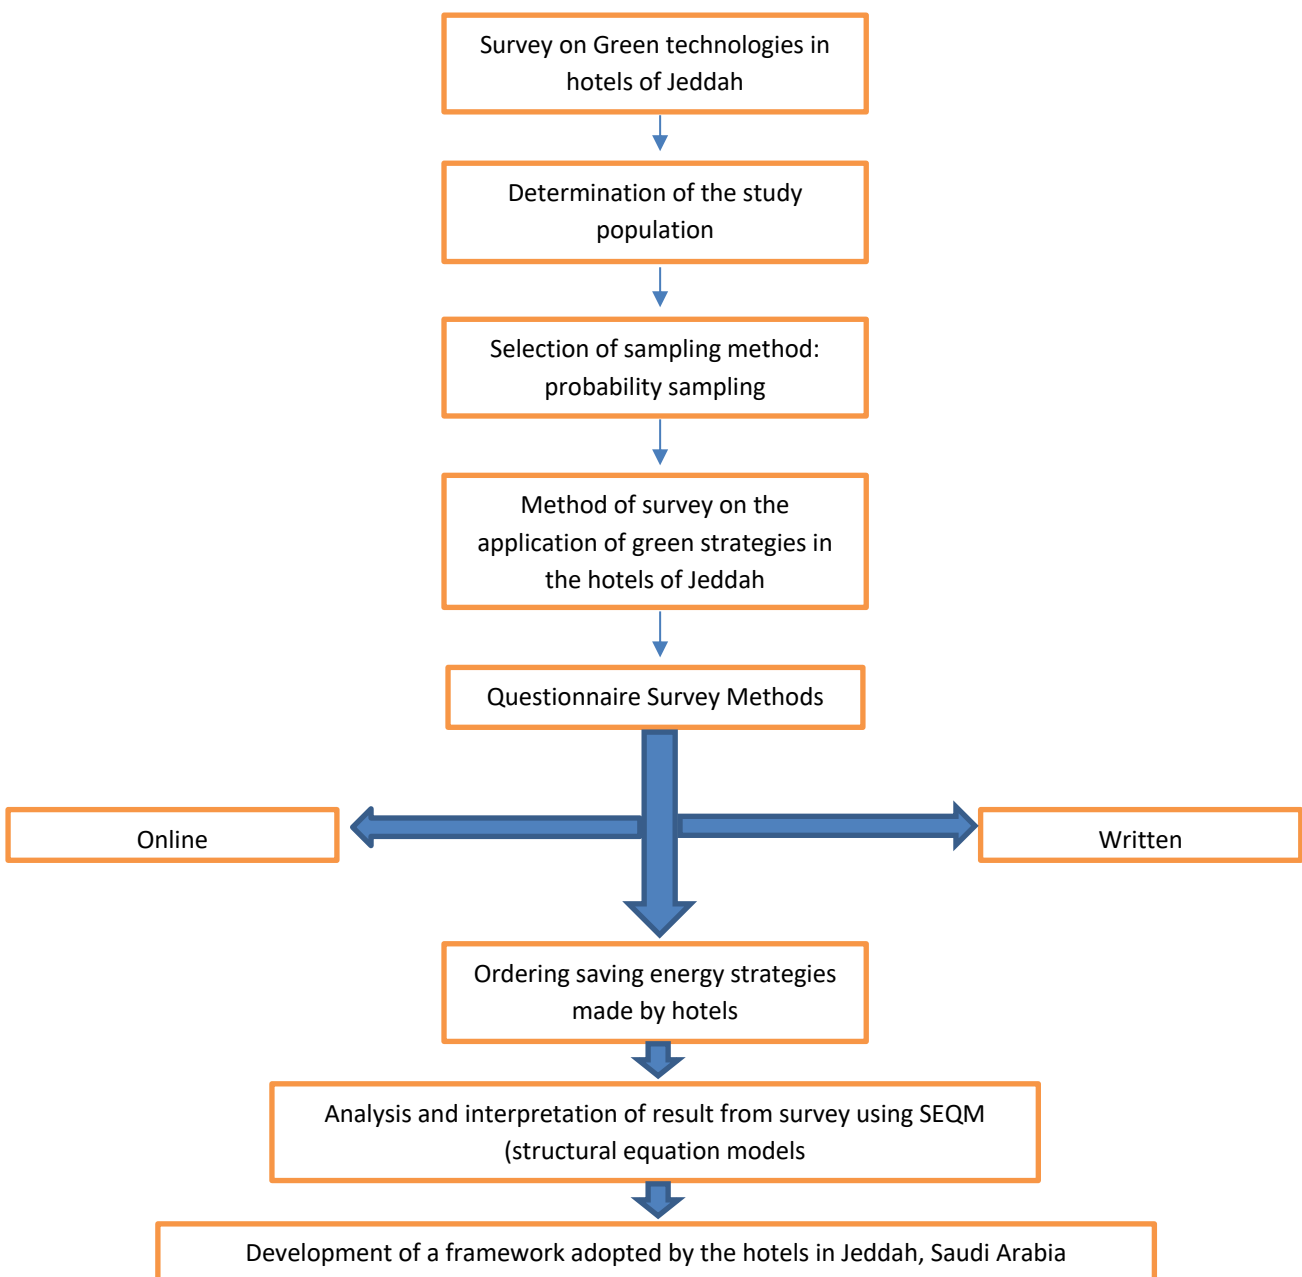 Survey on Green technologies in
hotels of Jeddah
Determination of the study
population
Selection of sampling method:
probability sampling
Method of survey on the
application of green strategies in
the hotels of Jeddah
Questionnaire Survey Methods
Online
Written
Ordering saving energy strategies
made by hotels
Analysis and interpretation of result from survey using SEQM
(structural equation models
Development of a framework adopted by the hotels in Jeddah, Saudi Arabia